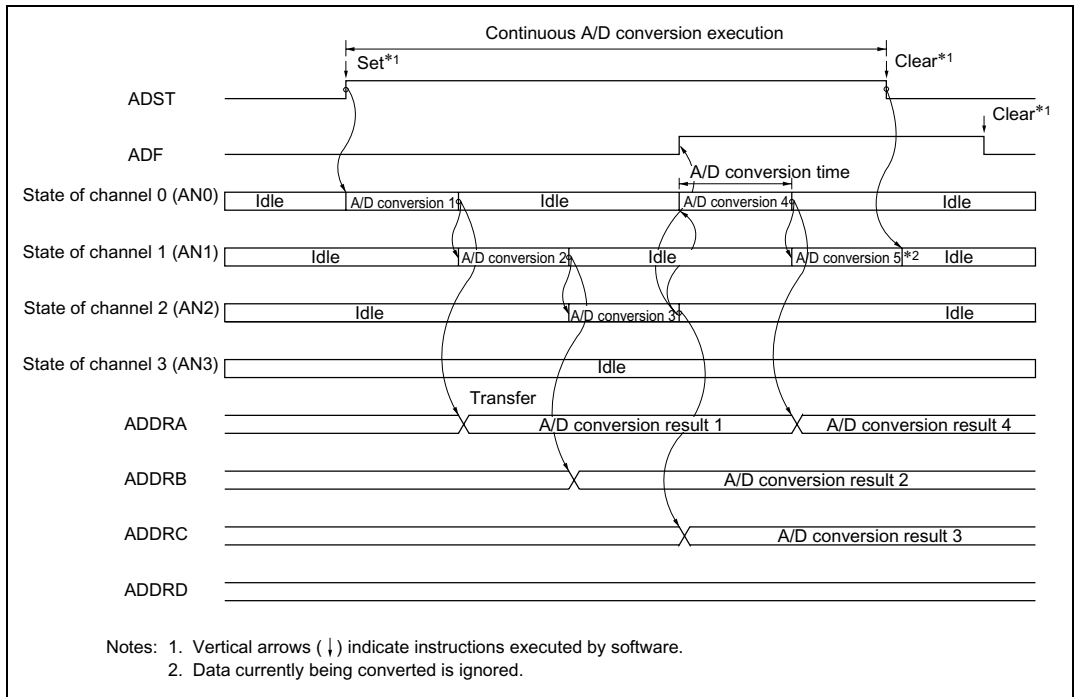 Continuous A/D conversion execution
Set*1
Clear*1
ADST
Clear*1
ADF
A/D conversion time
State of channel 0 (AN0)
Idle
A/D conversion 1
Idle
A/D conversion 4
Idle
State of channel 1 (AN1)
Idle
A/D conversion 2
Idle
A/D conversion 5
*2
Idle
State of channel 2 (AN2)
Idle
A/D conversion 3
Idle
State of channel 3 (AN3)
Idle
Transfer
ADDRA
A/D conversion result 1
A/D conversion result 4
ADDRB
A/D conversion result 2
ADDRC
A/D conversion result 3
ADDRD
Notes: 1. Vertical arrows (↓) indicate instructions executed by software.
2. Data currently being converted is ignored.